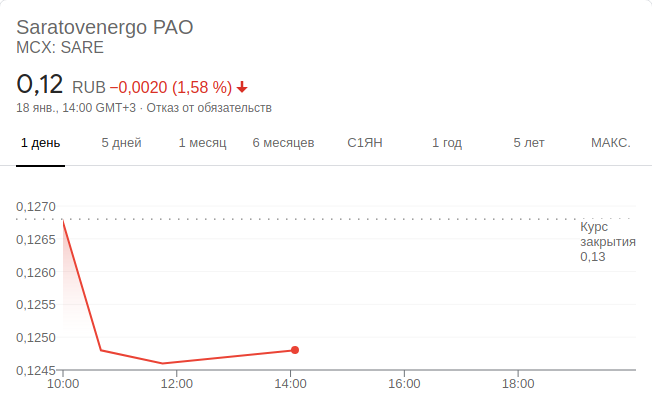 Saratovenergo PAO
MCX: SARE
0,12 RUB −0,0020 (1,58 %)
18 янв., 14:00 GMT+3 · Отказ от обязательств
1 день 5 дней 1 месяц 6 месяцев С1ЯН 1 год 5 лет МАКС.
0,1270
Курс
закрытия
0,13
0,1265
0,1260
0,1255
0,1250
0,1245
10:00 12:00 14:00 16:00 18:00